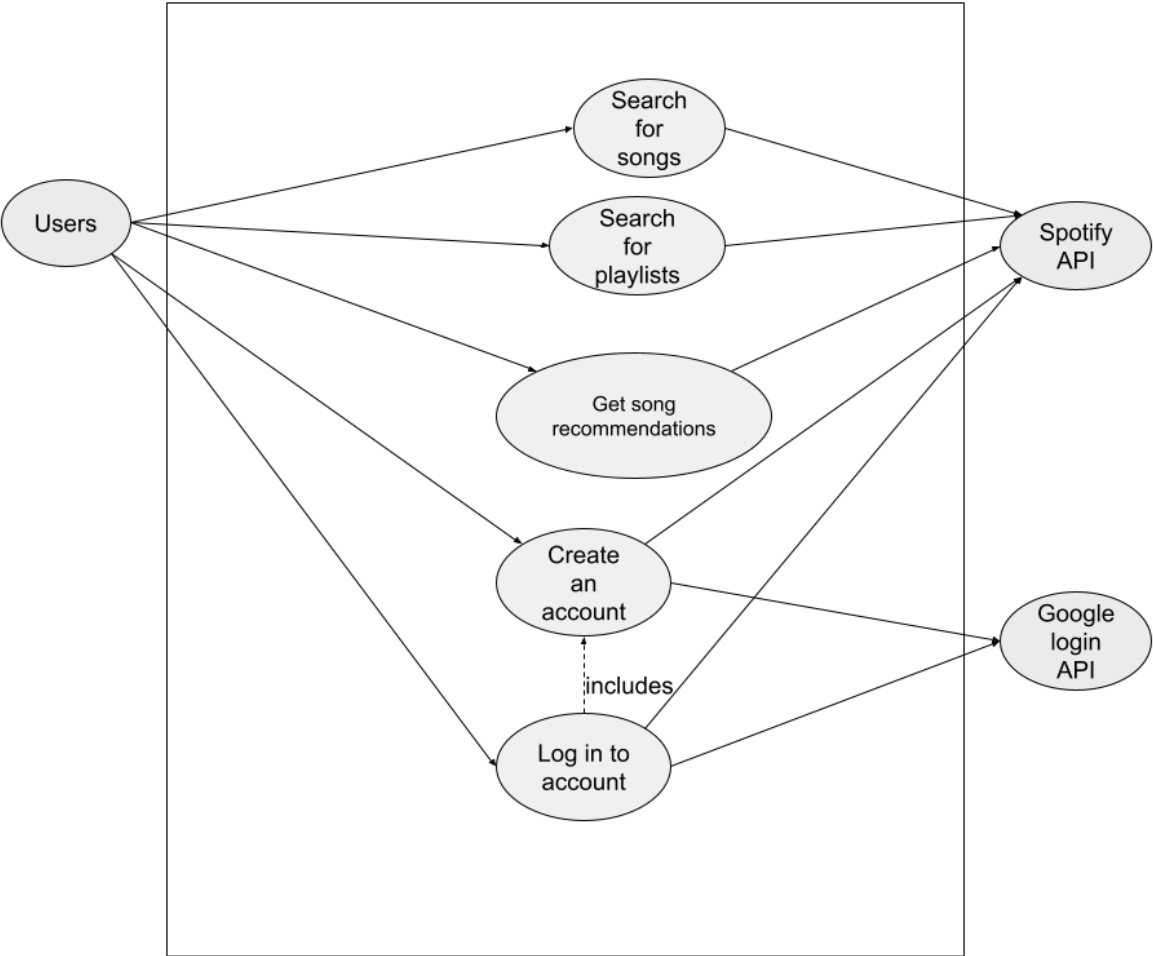 Search
for
songs
Users
Search
for
playlists
Spotify
API
Get song
recommendations
Create
an
account
Google
login
API
includes
Log in to
account